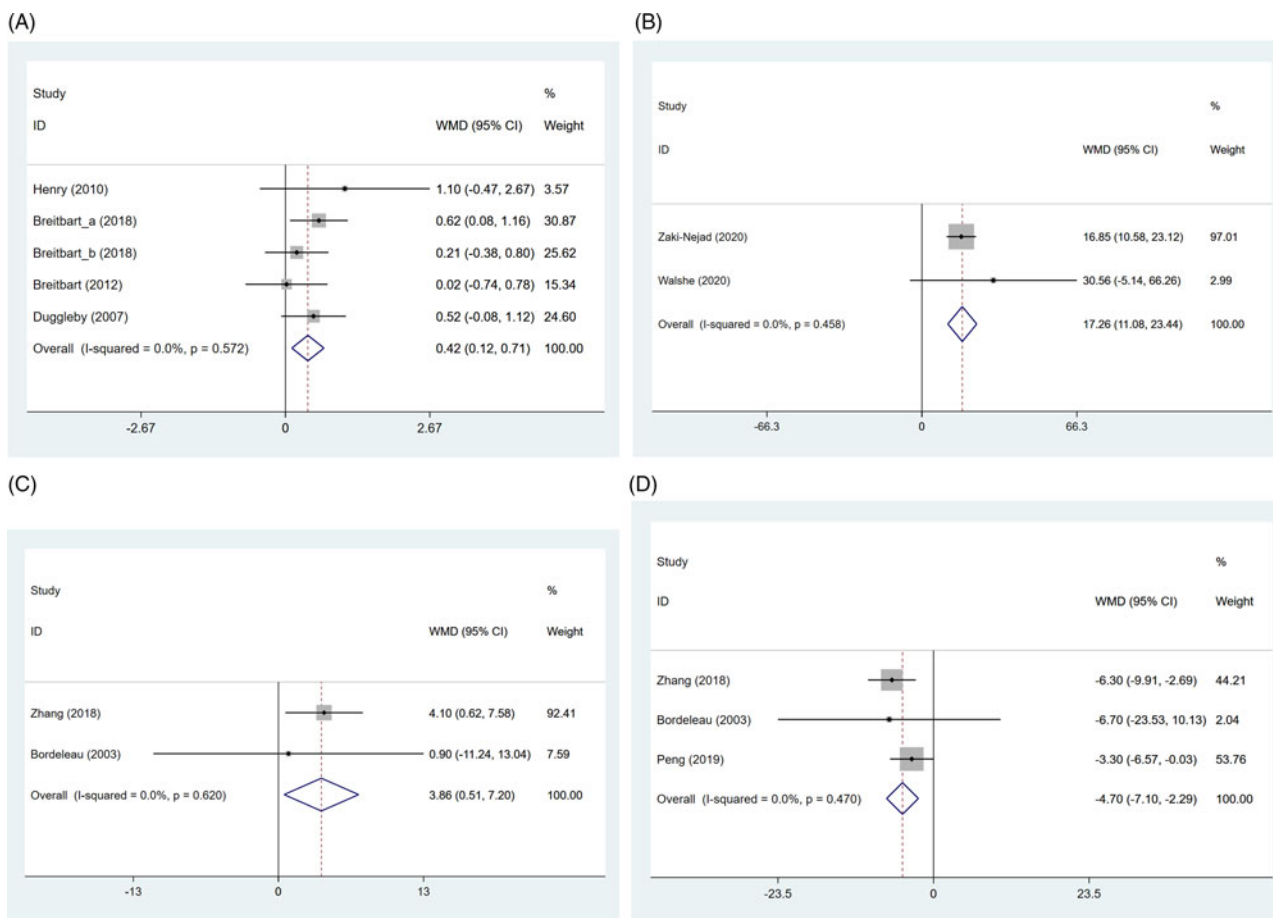 (A)
Study %
ID WMD (95% CI) Weight
Henry (2010) 1.10 (-0.47, 2.67) 3.57
Breitbart_a (2018) 0.62 (0.08, 1.16) 30.87
Breitbart_b (2018) 0.21 (-0.38, 0.80) 25.62
Breitbart (2012) 0.02 (-0.74, 0.78) 15.34
Duggleby (2007) 0.52 (-0.08, 1.12) 24.60
Overall (I-squared = 0.0%, p = 0.572) 0.42 (0.12, 0.71) 100.00
-2.67 0 2.67
(B)
Study %
ID WMD (95% CI) Weight
Zaki-Nejad (2020) 16.85 (10.58, 23.12) 97.01
Walshe (2020) 30.56 (-5.14, 66.26) 2.99
Overall (I-squared = 0.0%, p = 0.458) 17.26 (11.08, 23.44) 100.00
-66.3 0 66.3
(C)
Study %
ID WMD (95% CI) Weight
Zhang (2018) 4.10 (0.62, 7.58) 92.41
Bordeleau (2003) 0.90 (-11.24, 13.04) 7.59
Overall (I-squared = 0.0%, p = 0.620) 3.86 (0.51, 7.20) 100.00
-13 0 13
(D)
Study %
ID WMD (95% CI) Weight
Zhang (2018) -6.30 (-9.91, -2.69) 44.21
Bordeleau (2003) -6.70 (-23.53, 10.13) 2.04
Peng (2019) -3.30 (-6.57, -0.03) 53.76
Overall (I-squared = 0.0%, p = 0.470) -4.70 (-7.10, -2.29) 100.00
-23.5 0 23.5